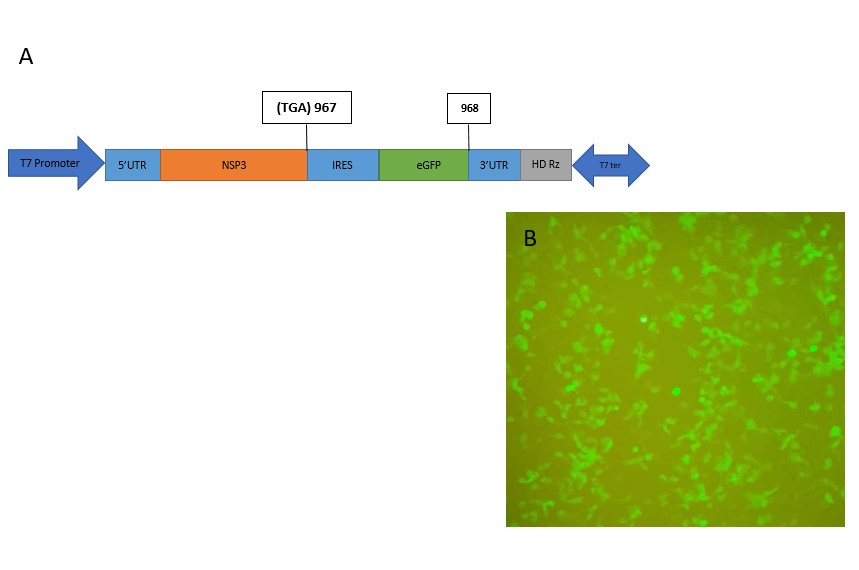 A
(TGA) 967
968
T7 Promoter
5'UTR
NSP3
IRES
eGFP
3'UTR
HD Rz
T7 ter
B